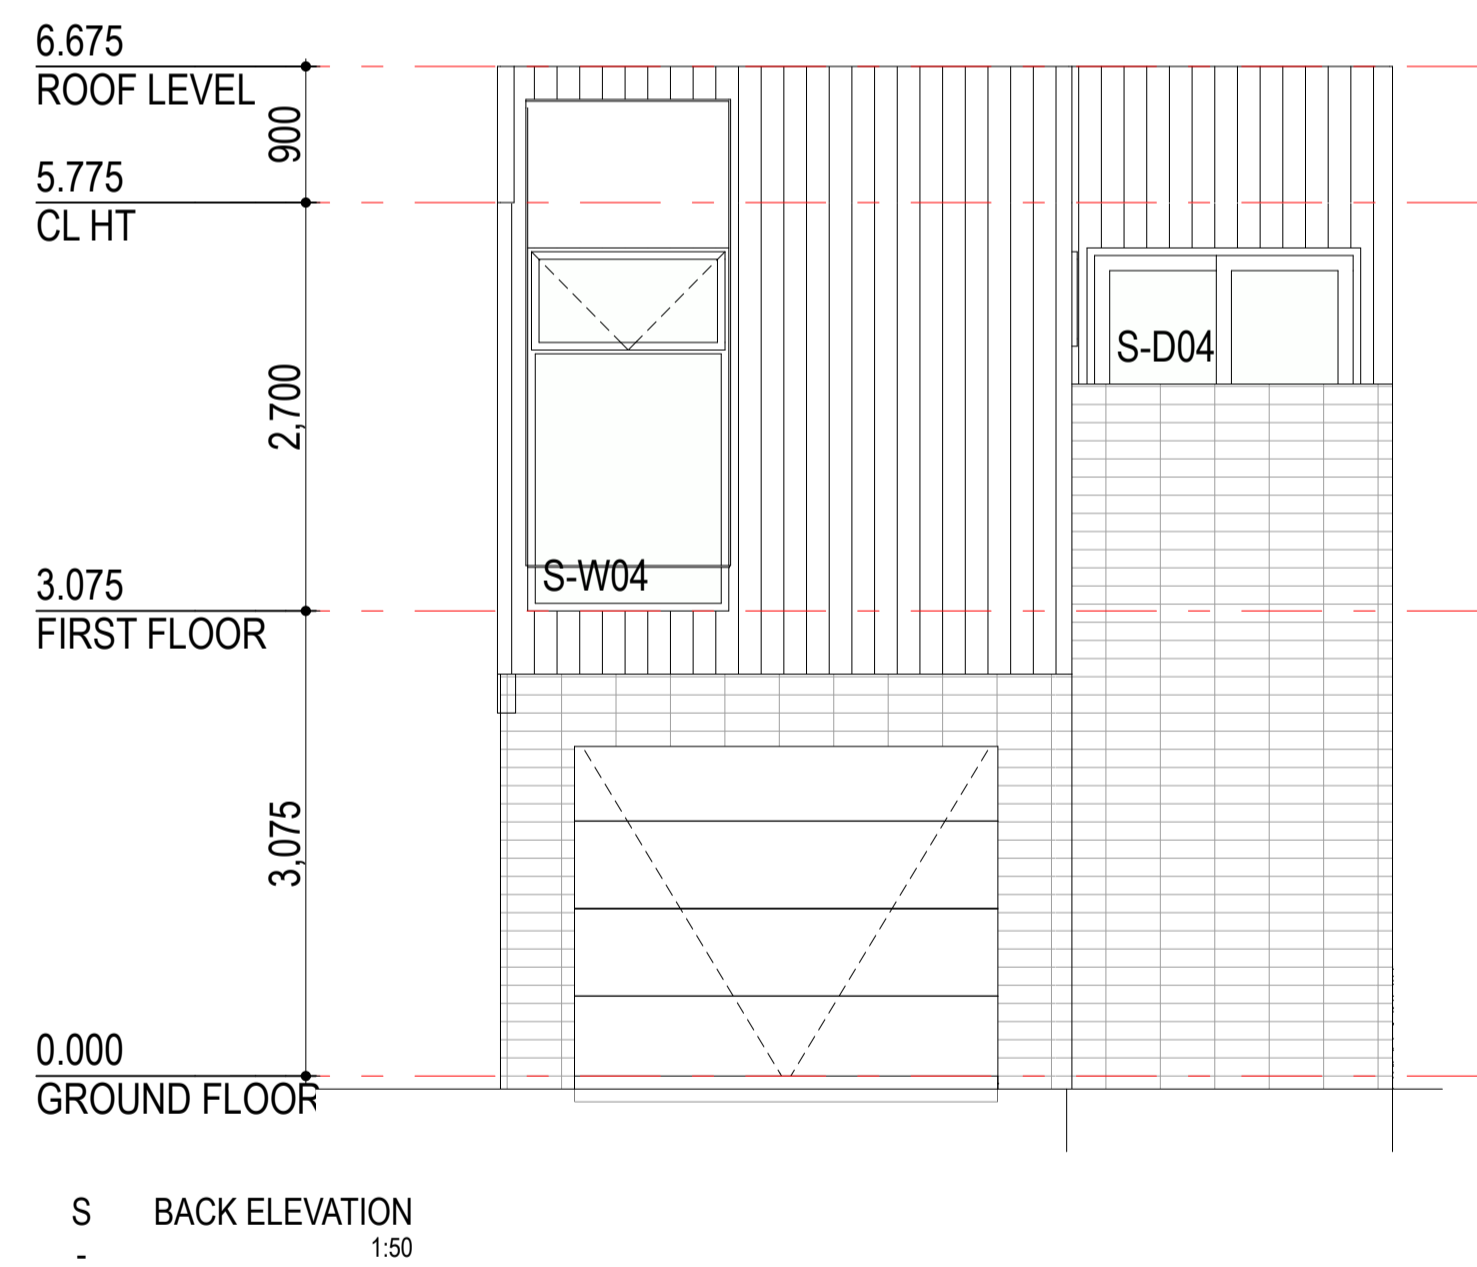 6.675
ROOF LEVEL
900
5.775
CL HT
S-D04
2,700
S-W04
3.075
FIRST FLOOR
3,075
0.000
GROUND FLOOR
S BACK ELEVATION
- 1:50